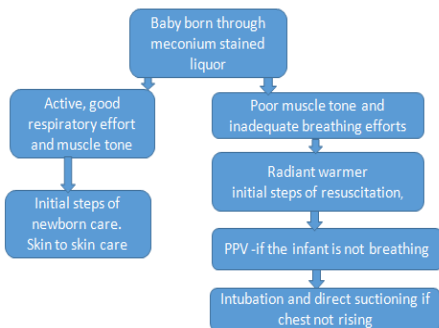 Baby born through
meconium stained
liquor
Active, good
respiratory effort
and muscle tone
Poor muscle tone and
inadequate breathing efforts
Initial steps of
newborn care.
Skin to skin care
Radiant warmer
initial steps of resuscitation,
PPV -if the infant is not breathing
Intubation and direct suctioning if
chest not rising